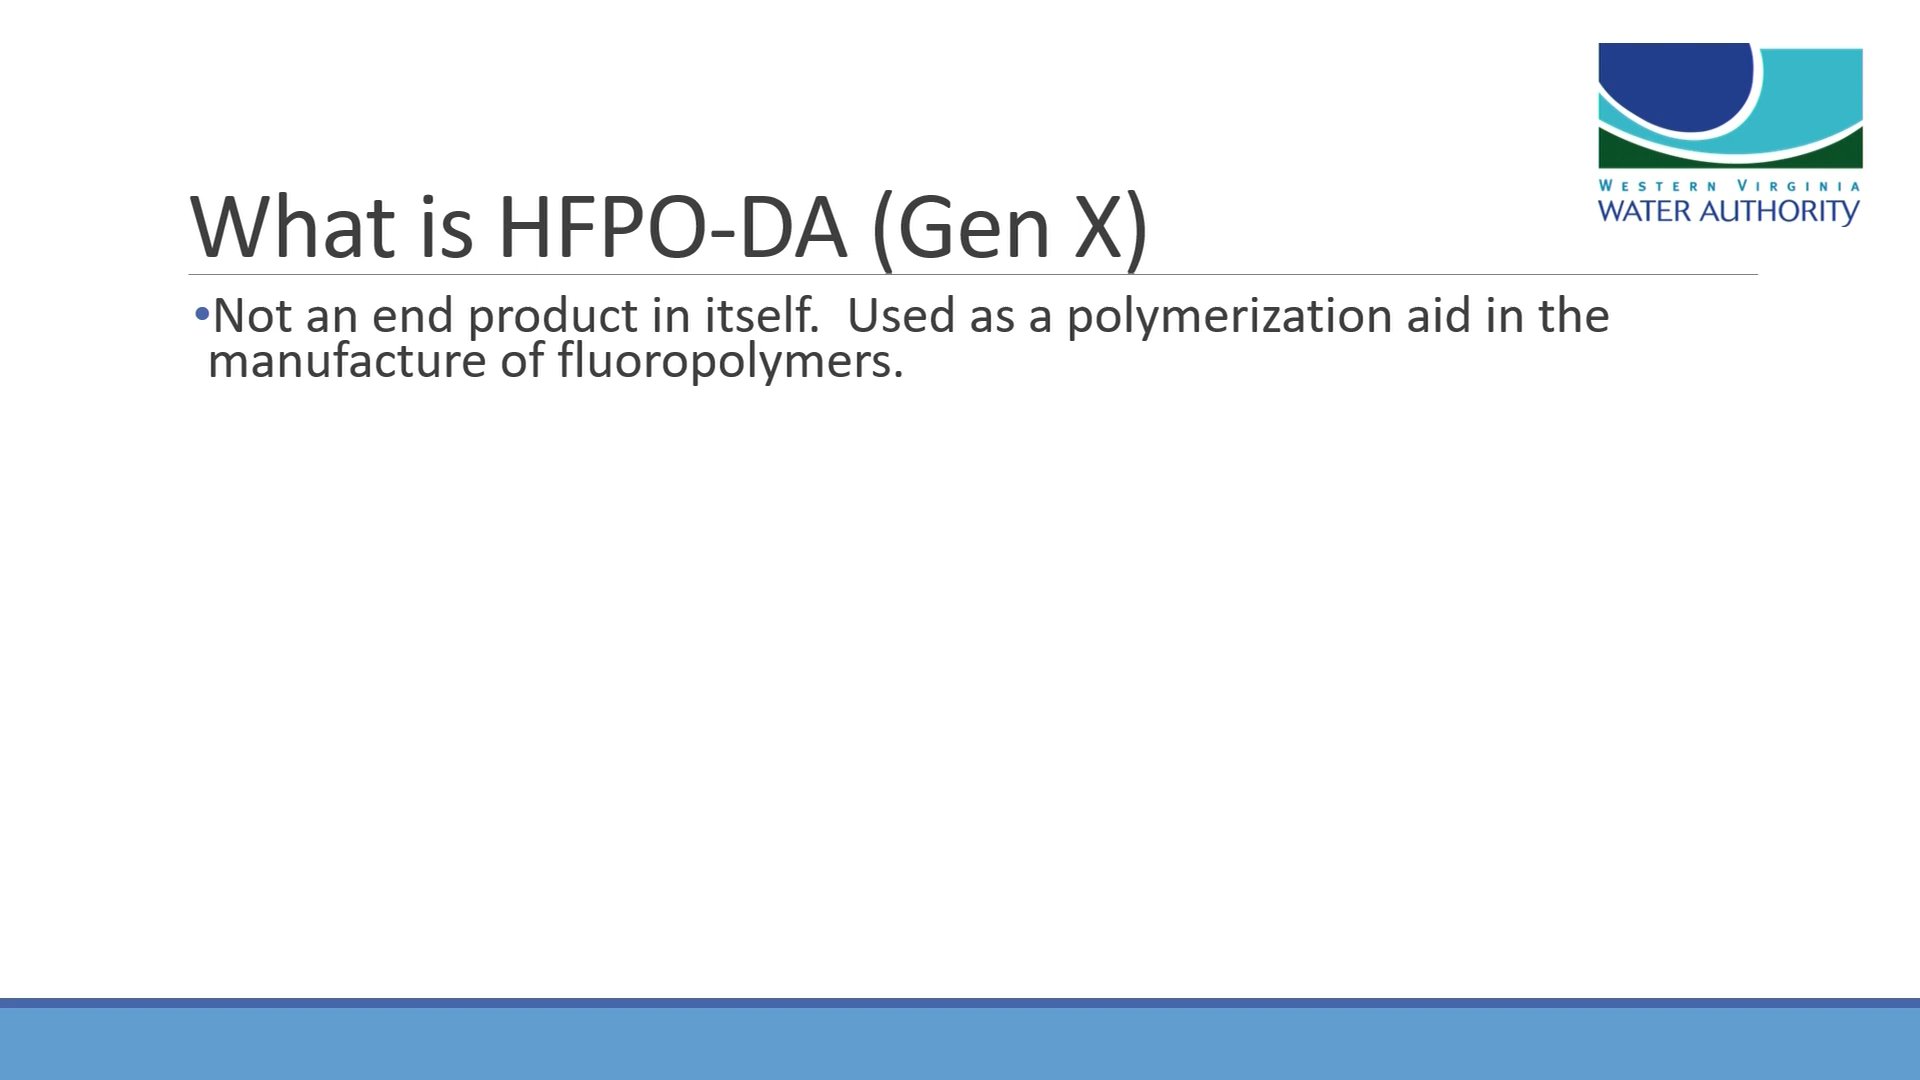 WESTERN VIRGINIA
WATER AUTHORITY
What is HFPO-DA (Gen X)
•Not an end product in itself.  Used as a polymerization aid in the
manufacture of fluoropolymers.